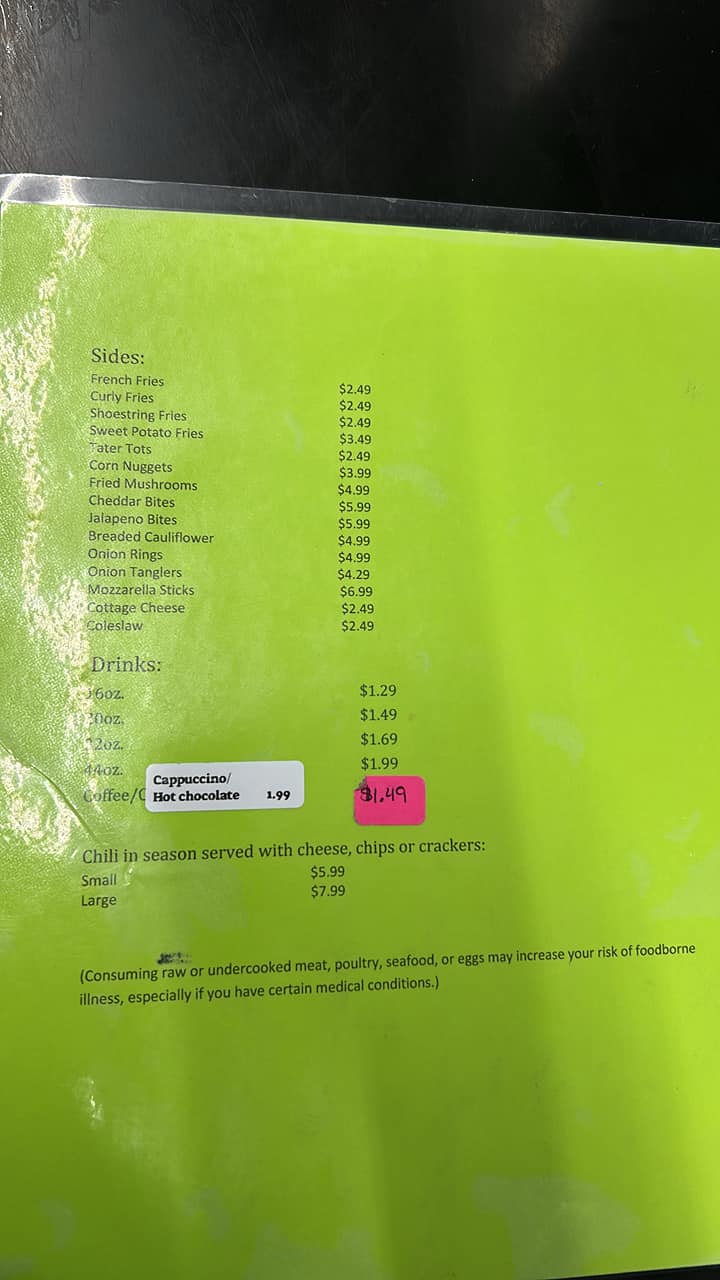 Sides:
French Fries $2.49
Curly Fries $2.49
Shoestring Fries $2.49
Sweet Potato Fries $3.49
Tater Tots $2.49
Corn Nuggets $3.99
Fried Mushrooms $4.99
Cheddar Bites $5.99
Jalapeno Bites $5.99
Breaded Cauliflower $4.99
Onion Rings $4.99
Onion Tanglers $4.29
Mozzarella Sticks $6.99
Cottage Cheese $2.49
Coleslaw $2.49
Drinks:
16oz. $1.29
$1.49
$1.69
44oz. $1.99
Cappuccino/
Coffee/ Hot chocolate 1.99 $1.49
Chili in season served with cheese, chips or crackers:
Small $5.99
Large $7.99
(Consuming raw or undercooked meat, poultry, seafood, or eggs may increase your risk of foodborne
illness, especially if you have certain medical conditions.)